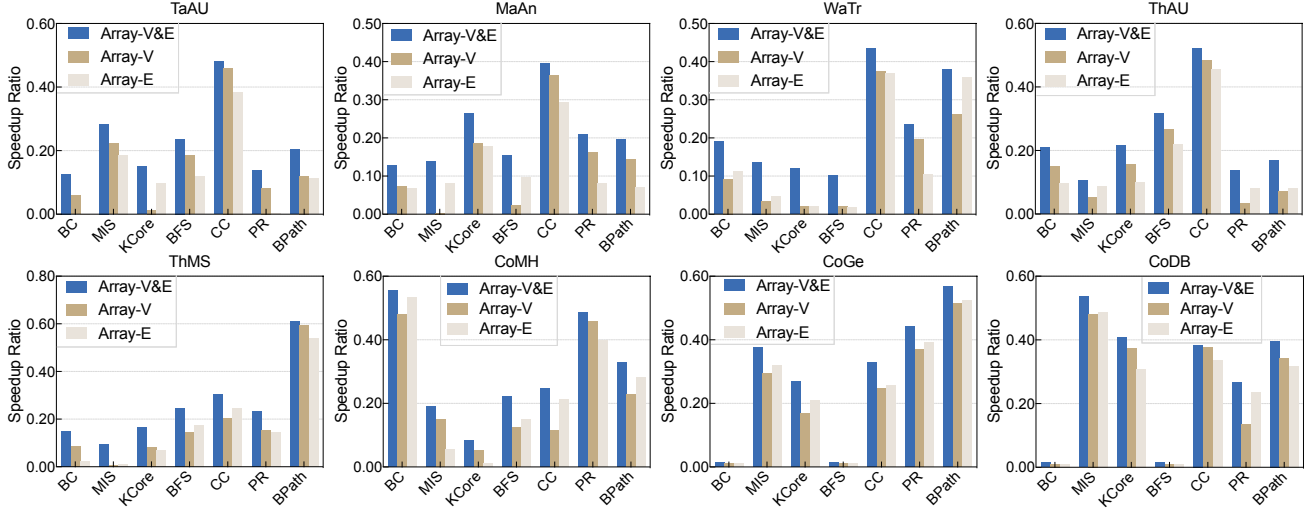 TaAU
Speedup Ratio
0.60
0.40
0.20
0.00
Array-V&E
Array-V
Array-E
BC MIS KCore BFS CC PR BPath
MaAn
Speedup Ratio
0.50
0.40
0.30
0.20
0.10
0.00
Array-V&E
Array-V
Array-E
BC MIS KCore BFS CC PR BPath
WaTr
Speedup Ratio
0.50
0.40
0.30
0.20
0.10
0.00
Array-V&E
Array-V
Array-E
BC MIS KCore BFS CC PR BPath
ThAU
Speedup Ratio
0.60
0.40
0.20
0.00
Array-V&E
Array-V
Array-E
BC MIS KCore BFS CC PR BPath
ThMS
Speedup Ratio
0.80
0.60
0.40
0.20
0.00
Array-V&E
Array-V
Array-E
BC MIS KCore BFS CC PR BPath
CoMH
Speedup Ratio
0.60
0.40
0.20
0.00
Array-V&E
Array-V
Array-E
BC MIS KCore BFS CC PR BPath
CoGe
Speedup Ratio
0.60
0.40
0.20
0.00
Array-V&E
Array-V
Array-E
BC MIS KCore BFS CC PR BPath
CoDB
Speedup Ratio
0.60
0.40
0.20
0.00
Array-V&E
Array-V
Array-E
BC MIS KCore BFS CC PR BPath